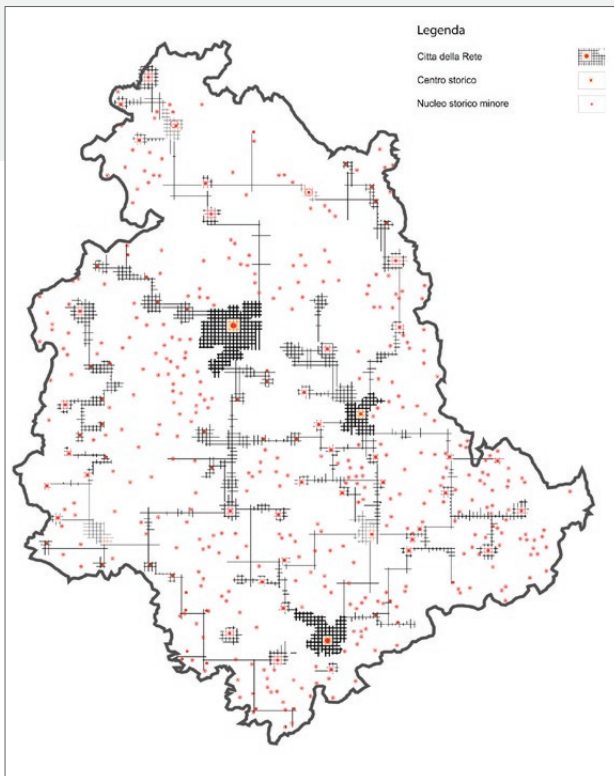 Legenda
Citta della Rete
Centro storico
Nucleo storico minore